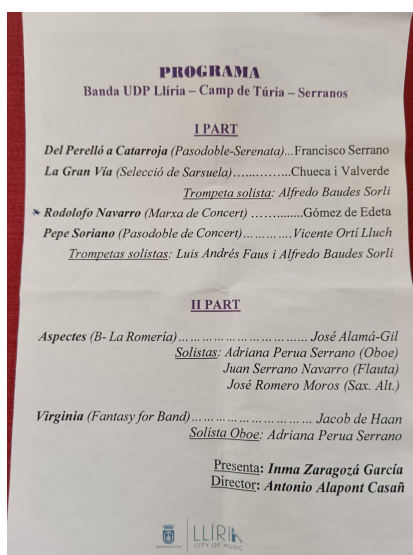 PROGRAMA
Banda UDP Llíria – Camp de Túria – Serranos
I PART
Del Perelló a Catarroja (Pasodoble-Serenata)...Francisco Serrano
La Gran Vía (Selecció de Sarsuela)…...……...Chueca i Valverde
Trompeta solista: Alfredo Baudes Sorli
* Rodolofo Navarro (Marxa de Concert) ……........Gómez de Edeta
Pepe Soriano (Pasodoble de Concert)…………Vicente Ortí Lluch
Trompetas solistas: Luis Andrés Faus i Alfredo Baudes Sorli
II PART
Aspectes (B- La Romería)……………………………José Alamá-Gil
Solistas: Adriana Perua Serrano (Oboe)
Juan Serrano Navarro (Flauta)
José Romero Moros (Sax. Alt.)
Virginia (Fantasy for Band)……………………………Jacob de Haan
Solista Oboe: Adriana Perua Serrano
Presenta: Inma Zaragozá García
Director: Antonio Alapont Casañ
LLÍRIA
CITY OF MUSIC